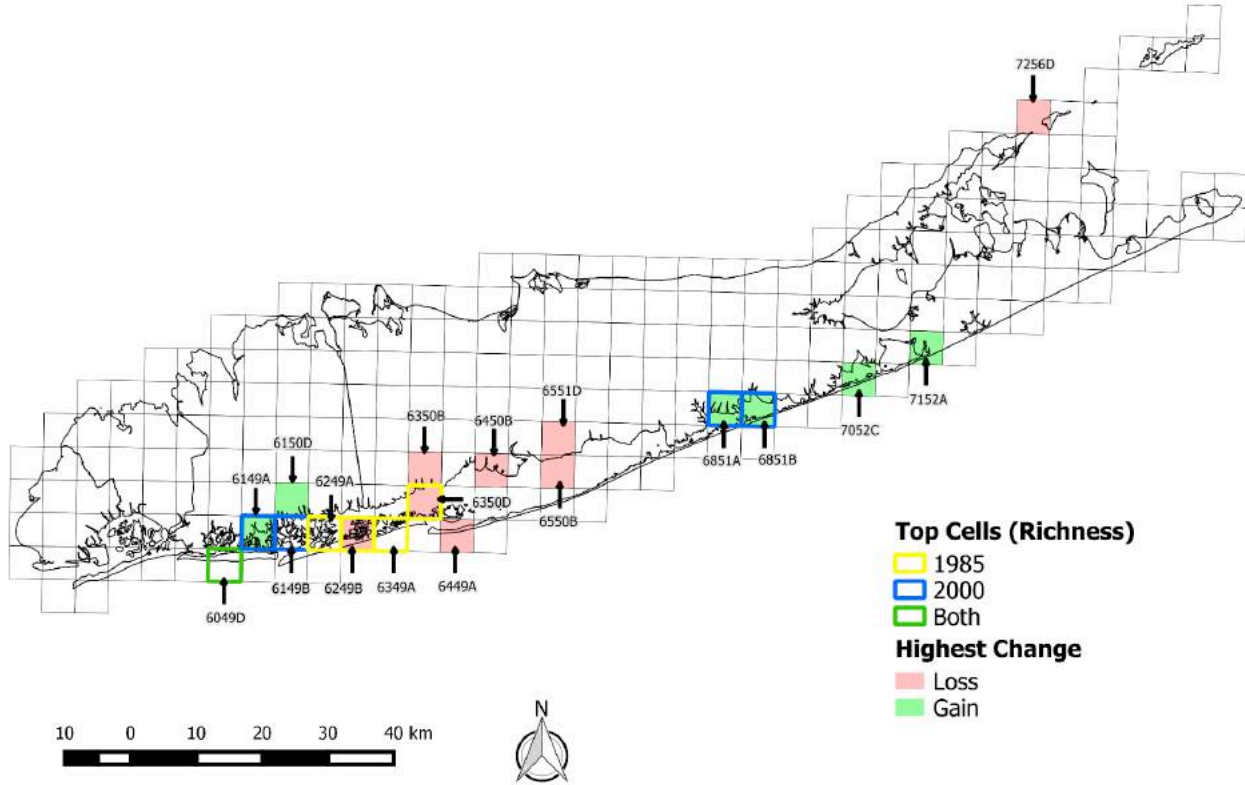 7256D
7152A
7052C
6551D
6350B
6450B
6851A
6851B
6150D
6149A
6249A
6350D
6550B
6149B
6249B
6349A
6449A
6049D
Top Cells (Richness)
1985
2000
Both
Highest Change
Loss
Gain
N
10 0 10 20 30 40 km